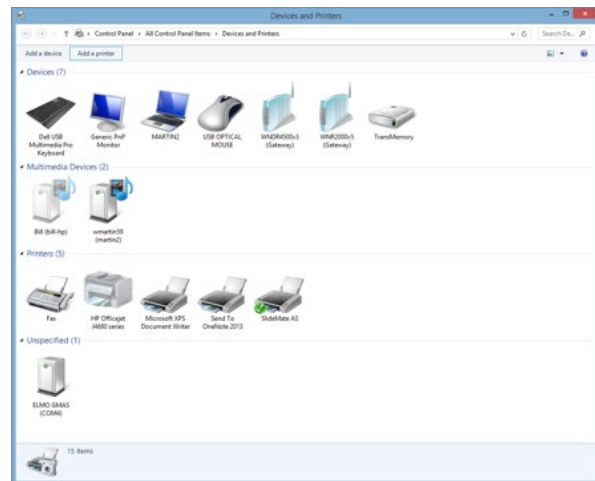 Devices and Printers
Control Panel ▸ All Control Panel Items ▸ Devices and Printers
Search De...
Add a device Add a printer
Devices (7)
Dell USB Multimedia Pro Keyboard
Generic PnP Monitor
MARTIN2
USB OPTICAL MOUSE
WNDR4500v3 (Gateway)
WNR2000v5 (Gateway)
TransMemory
Multimedia Devices (2)
Bill (bill-hp)
wmartin59 (martin2)
Printers (5)
Fax
HP Officejet J4680 series
Microsoft XPS Document Writer
Send To OneNote 2013
SlideMate AS
Unspecified (1)
ELMO GMAS (COM4)
15 items